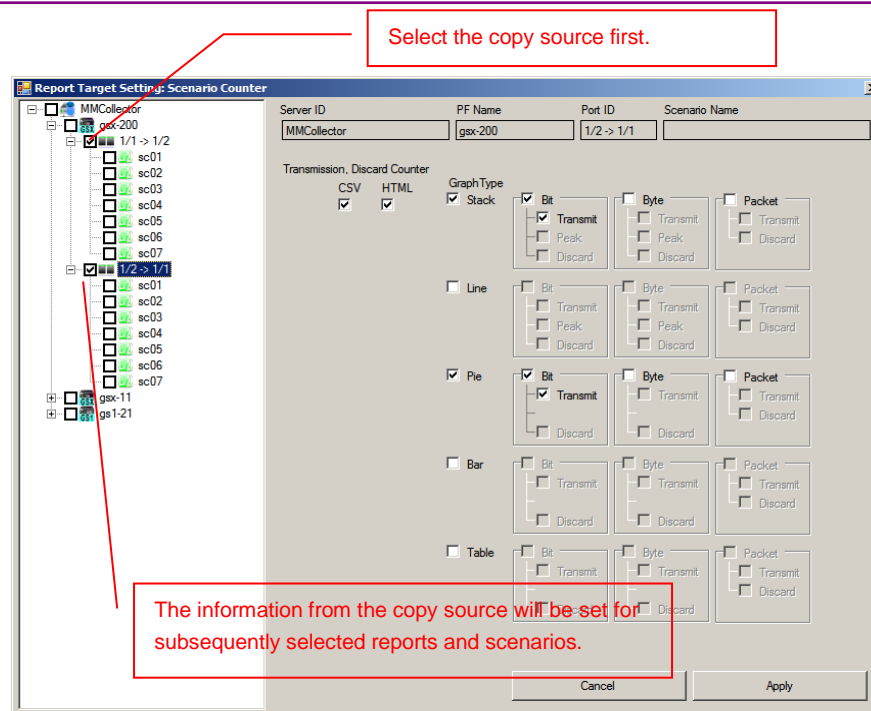 Select the copy source first.
Report Target Setting: Scenario Counter
MMCollector
gsx-200
1/1 -> 1/2
sc01
sc02
sc03
sc04
sc05
sc06
sc07
1/2 -> 1/1
sc01
sc02
sc03
sc04
sc05
sc06
sc07
gsx-11
gs1-21
Server ID PF Name Port ID Scenario Name
MMCollector gsx-200 1/2 -> 1/1
Transmission, Discard Counter
CSV HTML GraphType
Stack Bit Byte Packet
Transmit Transmit Transmit
Peak Peak Discard
Discard Discard
Line Bit Byte Packet
Transmit Transmit Transmit
Peak Peak Discard
Discard Discard
Pie Bit Byte Packet
Transmit Transmit Transmit
Discard
Discard Discard
Bar Bit Byte Packet
Transmit Transmit Transmit
Discard
Discard Discard
Table Bit Byte Packet
Transmit Transmit Transmit
Discard
Discard Discard
The information from the copy source will be set for
subsequently selected reports and scenarios.
Cancel Apply